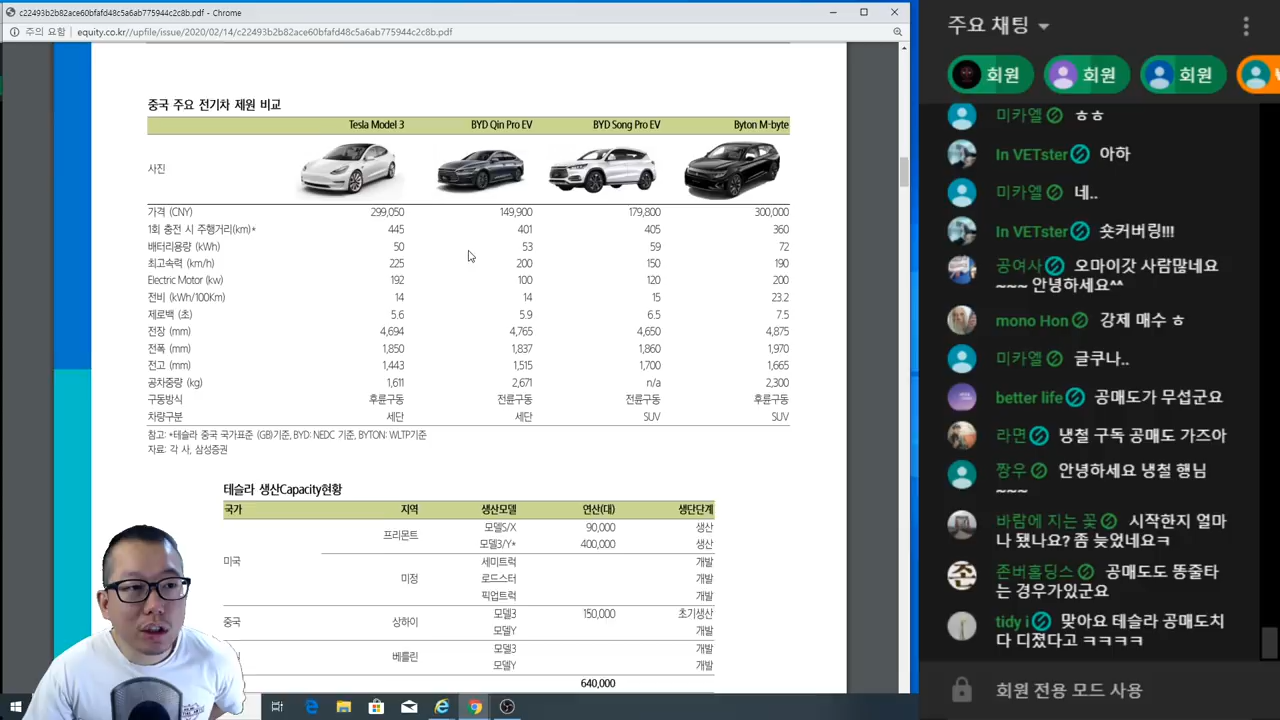 c22493b2b82ace60bfafd48c5a6ab775944c2c8b.pdf - Chrome
주의 요함 equity.co.kr/upfile/issue/2020/02/14/c22493b2b82ace60bfafd48c5a6ab775944c2c8b.pdf
중국 주요 전기차 제원 비교
Tesla Model 3 BYD Qin Pro EV BYD Song Pro EV Byton M-byte
사진
가격 (CNY) 299,050 149,900 179,800 300,000
1회 충전 시 주행거리(km)* 445 401 405 360
배터리용량 (kWh) 50 53 59 72
최고속력 (km/h) 225 200 150 190
Electric Motor (kw) 192 100 120 200
전비 (kWh/100Km) 14 14 15 23.2
제로백 (초) 5.6 5.9 6.5 7.5
전장 (mm) 4,694 4,765 4,650 4,875
전폭 (mm) 1,850 1,837 1,860 1,970
전고 (mm) 1,443 1,515 1,700 1,665
공차중량 (kg) 1,611 2,671 n/a 2,300
구동방식 후륜구동 전륜구동 전륜구동 후륜구동
차량구분 세단 세단 SUV SUV
참고: *테슬라 중국 국가표준 (GB)기준, BYD: NEDC 기준, BYTON: WLTP기준
자료: 각 사, 삼성증권
테슬라 생산Capacity현황
국가 지역 생산모델 연산(대) 생단단계
미국 프리몬트 모델S/X 90,000 생산
모델3/Y* 400,000 생산
미정 세미트럭 개발
로드스터 개발
픽업트럭 개발
중국 상하이 모델3 150,000 초기생산
모델Y 개발
베를린 모델3 개발
모델Y 개발
640,000
주요 채팅
회원 회원 회원
미카엘 ㅎㅎ
In VETster 아하
미카엘 네..
In VETster 숏커버링!!!
공여사 오마이갓 사람많네요
~~~ 안녕하세요^^
mono Hon 강제 매수 ㅎ
미카엘 글쿠나..
better life 공매도가 무섭군요
라면 냉철 구독 공매도 가즈아
짱우 안녕하세요 냉철 행님
~~~
바람에 지는 꽃 시작한지 얼마
나 됐나요? 좀 늦었네요ㅋ
존버홀딩스 공매도도 똥줄타
는 경우가있군요
tidy i 맞아요 테슬라 공매도치
다 디졌다고 ㅋㅋㅋㅋ
회원 전용 모드 사용